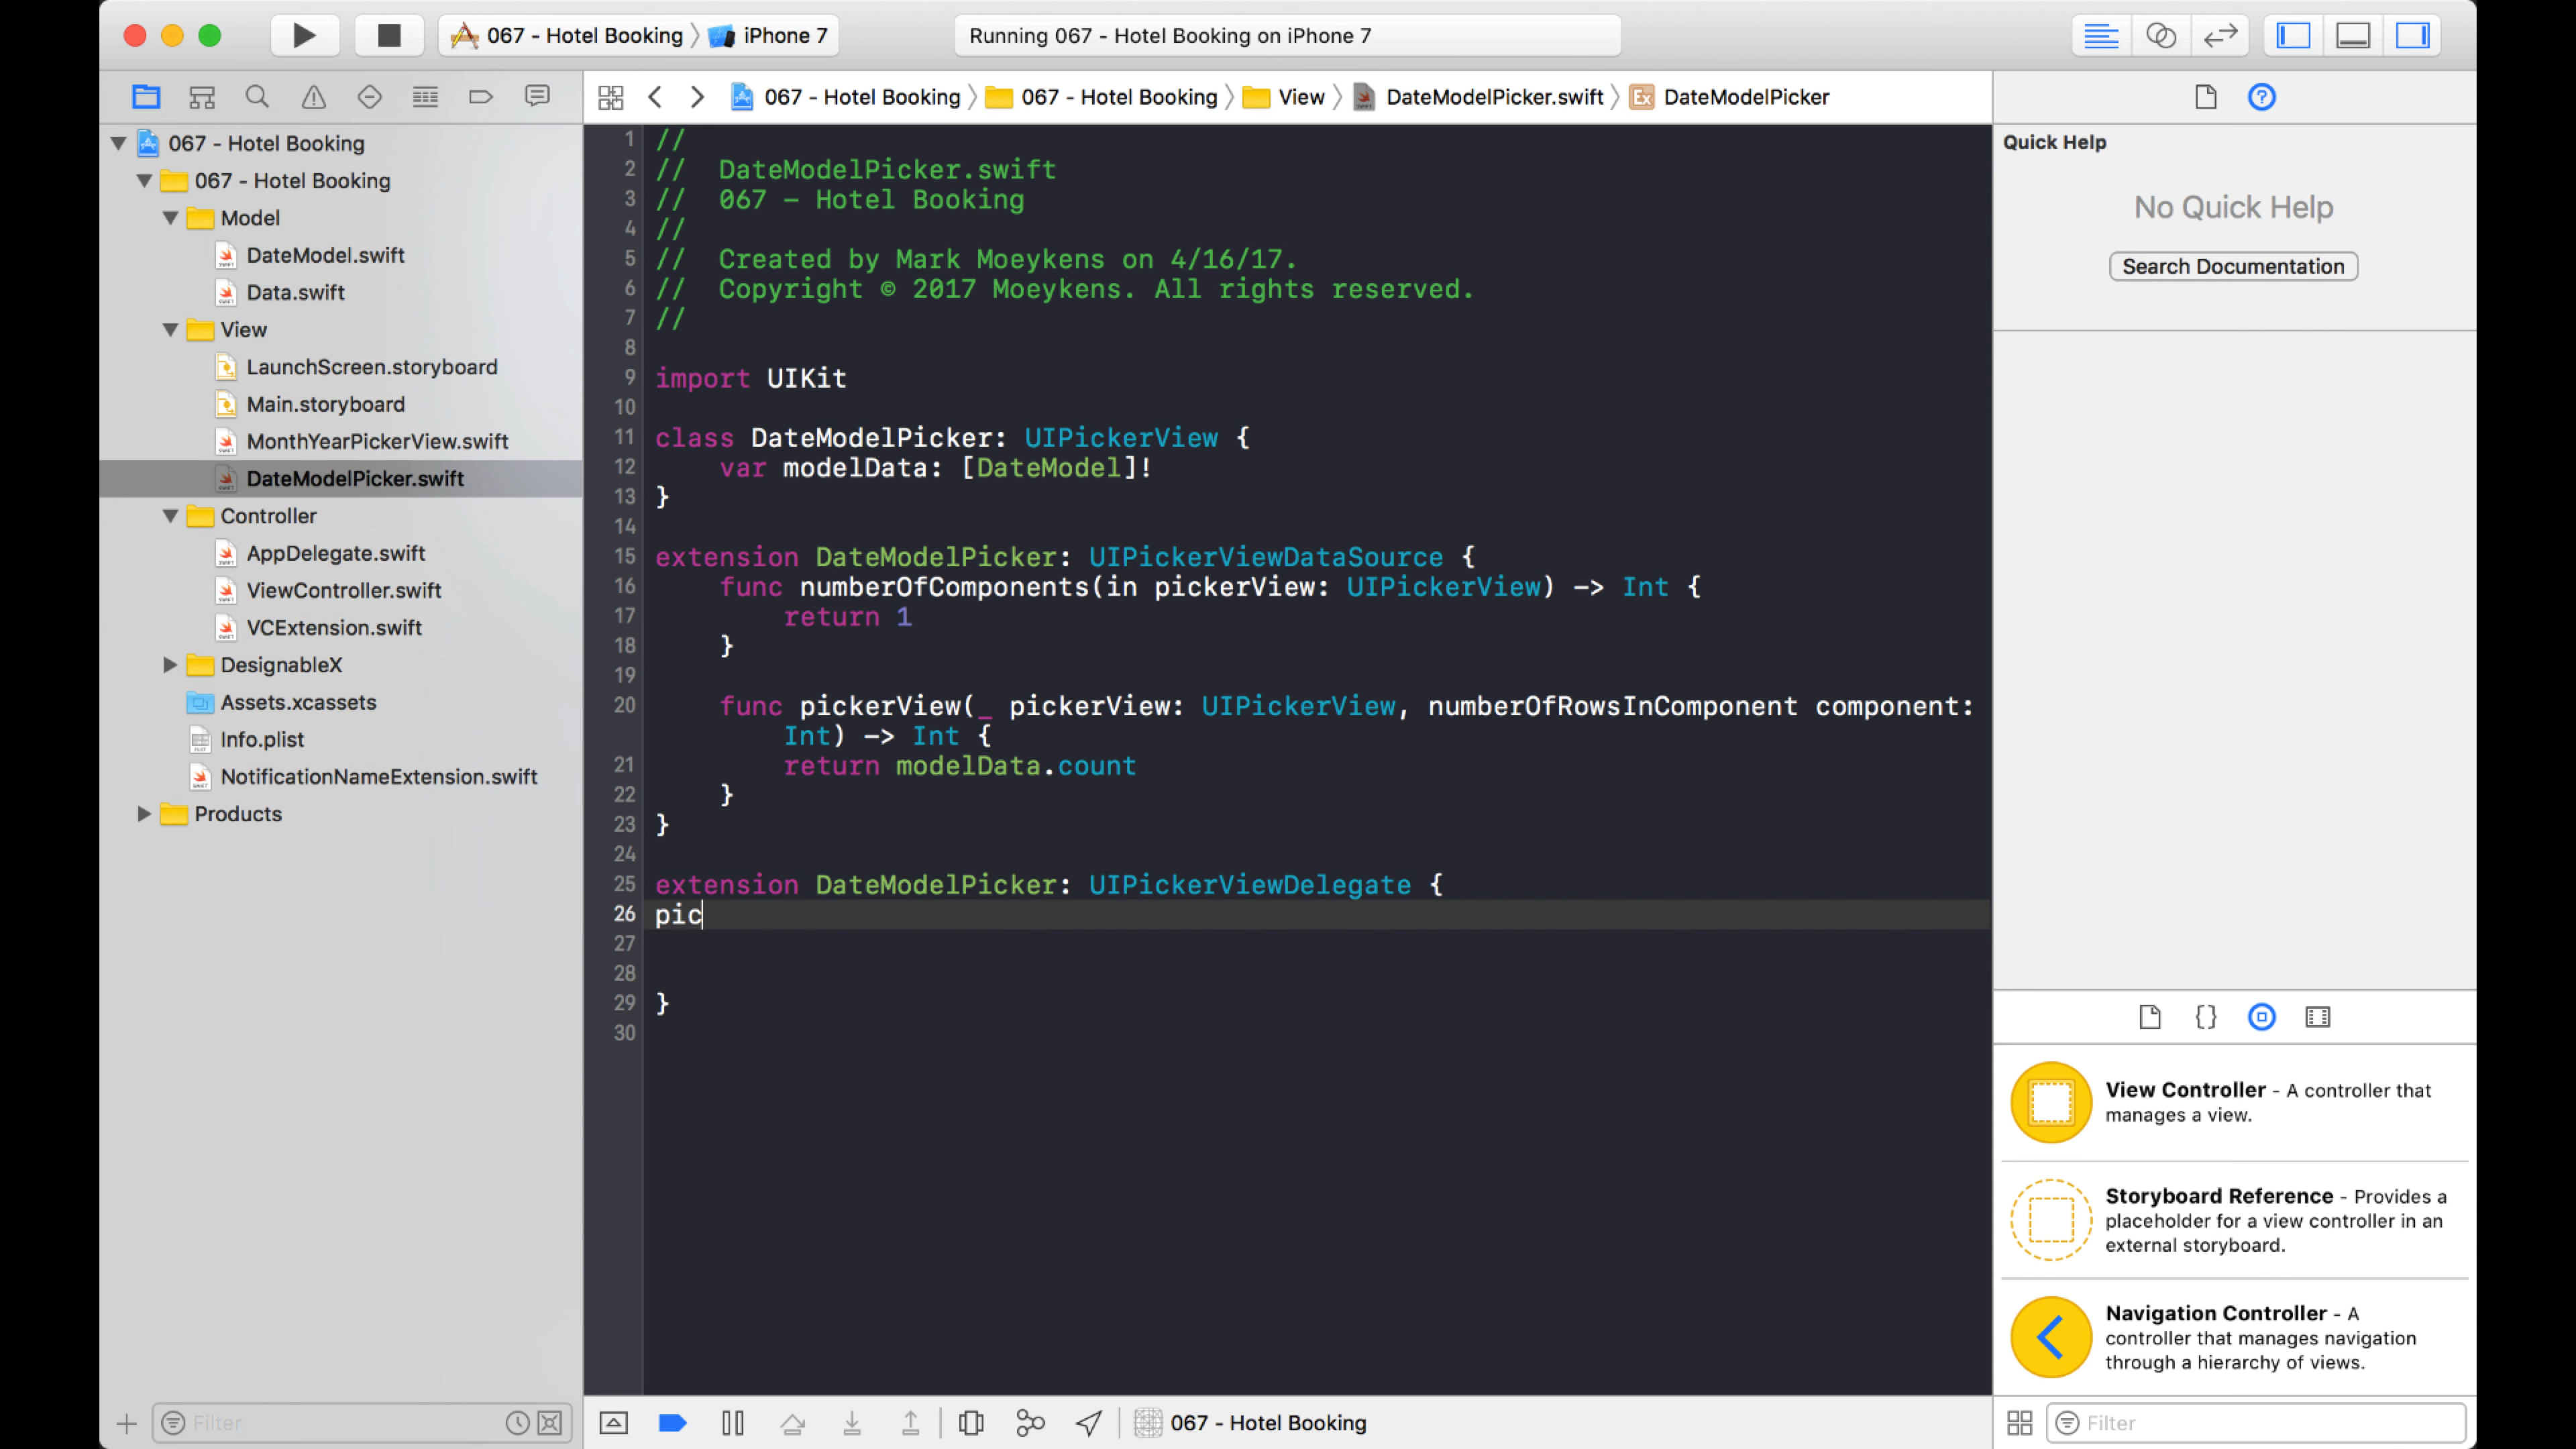 067 - Hotel Booking
iPhone 7
Running 067 - Hotel Booking on iPhone 7
067 - Hotel Booking
067 - Hotel Booking
View
DateModelPicker.swift
Ex
DateModelPicker
067 - Hotel Booking
067 - Hotel Booking
Model
DateModel.swift
Data.swift
View
LaunchScreen.storyboard
Main.storyboard
MonthYearPickerView.swift
DateModelPicker.swift
Controller
AppDelegate.swift
ViewController.swift
VCExtension.swift
DesignableX
Assets.xcassets
Info.plist
NotificationNameExtension.swift
Products
Filter
1 //
2 // DateModelPicker.swift
3 // 067 - Hotel Booking
4 //
5 // Created by Mark Moeykens on 4/16/17.
6 // Copyright © 2017 Moeykens. All rights reserved.
7 //
8
9 import UIKit
10
11 class DateModelPicker: UIPickerView {
12 var modelData: [DateModel]!
13 }
14
15 extension DateModelPicker: UIPickerViewDataSource {
16 func numberOfComponents(in pickerView: UIPickerView) -> Int {
17 return 1
18 }
19
20 func pickerView(_ pickerView: UIPickerView, numberOfRowsInComponent component:
Int) -> Int {
21 return modelData.count
22 }
23 }
24
25 extension DateModelPicker: UIPickerViewDelegate {
26 pic
27
28
29 }
30
067 - Hotel Booking
Quick Help
No Quick Help
Search Documentation
{}
View Controller - A controller that
manages a view.
Storyboard Reference - Provides a
placeholder for a view controller in an
external storyboard.
Navigation Controller - A
controller that manages navigation
through a hierarchy of views.
Filter